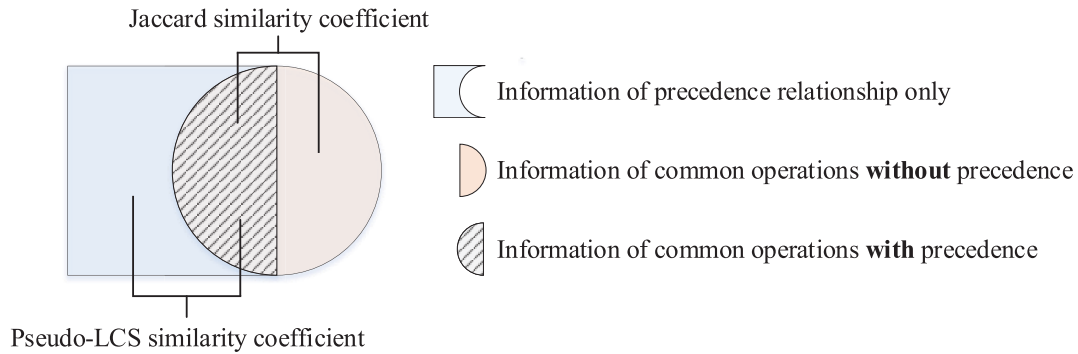 Jaccard similarity coefficient
Information of precedence relationship only
Information of common operations without precedence
Information of common operations with precedence
Pseudo-LCS similarity coefficient